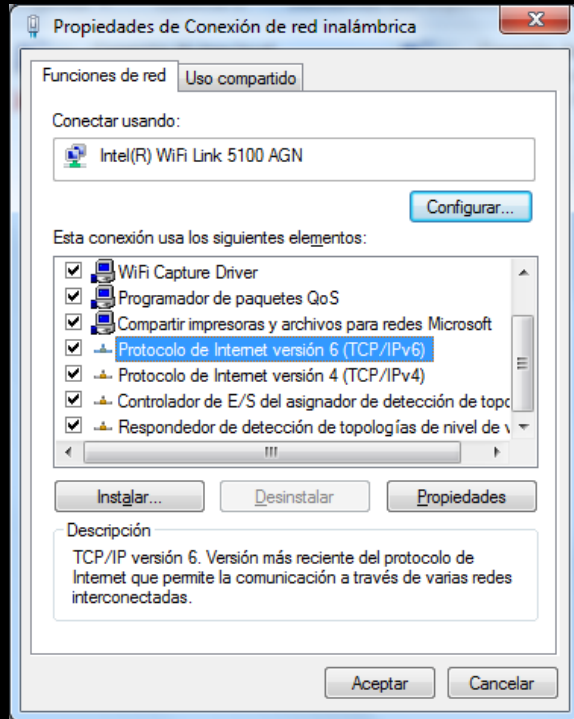 Propiedades de Conexión de red inalámbrica
Funciones de red
Uso compartido
Conectar usando:
Intel(R) WiFi Link 5100 AGN
Configurar...
Esta conexión usa los siguientes elementos:
WiFi Capture Driver
Programador de paquetes QoS
Compartir impresoras y archivos para redes Microsoft
Protocolo de Internet versión 6 (TCP/IPv6)
Protocolo de Internet versión 4 (TCP/IPv4)
Controlador de E/S del asignador de detección de topo
Respondedor de detección de topologías de nivel de v
Instalar...
Desinstalar
Propiedades
Descripción
TCP/IP versión 6. Versión más reciente del protocolo de
Internet que permite la comunicación a través de varias redes
interconectadas.
Aceptar
Cancelar